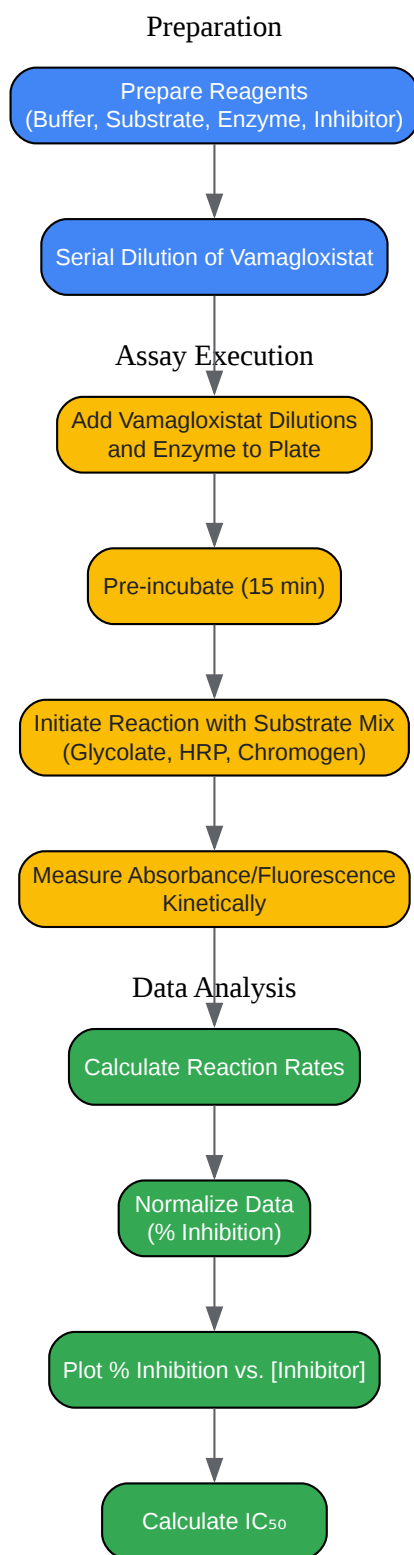 Preparation
Prepare Reagents
(Buffer, Substrate, Enzyme, Inhibitor)
Serial Dilution of Vamagloxistat
Assay Execution
Add Vamagloxistat Dilutions
and Enzyme to Plate
Pre-incubate (15 min)
Initiate Reaction with Substrate Mix
(Glycolate, HRP, Chromogen)
Measure Absorbance/Fluorescence
Kinetically
Data Analysis
Calculate Reaction Rates
Normalize Data
(% Inhibition)
Plot % Inhibition vs. [Inhibitor]
Calculate IC₅₀